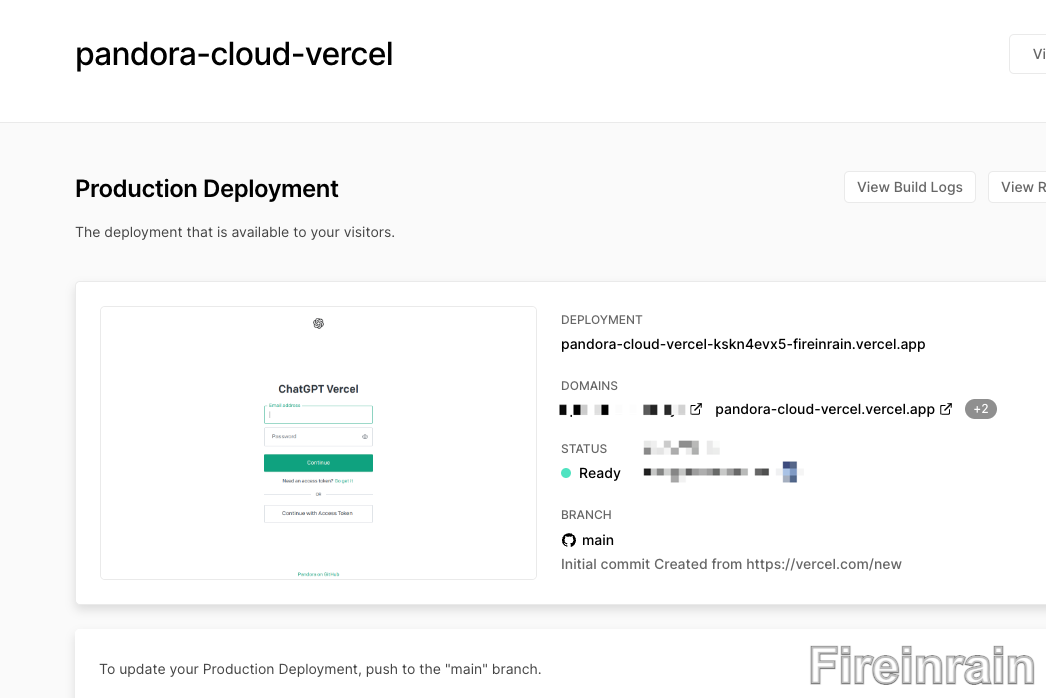 pandora-cloud-vercel
Vi
Production Deployment
View Build Logs
View R
The deployment that is available to your visitors.
ChatGPT Vercel
Email address
Password
Continue
Need an access token? Go get it
OR
Continue with Access Token
Pandora on GitHub
DEPLOYMENT
pandora-cloud-vercel-kskn4evx5-fireinrain.vercel.app
DOMAINS
pandora-cloud-vercel.vercel.app +2
STATUS
Ready
BRANCH
main
Initial commit Created from https://vercel.com/new
To update your Production Deployment, push to the "main" branch.
Fireinrain